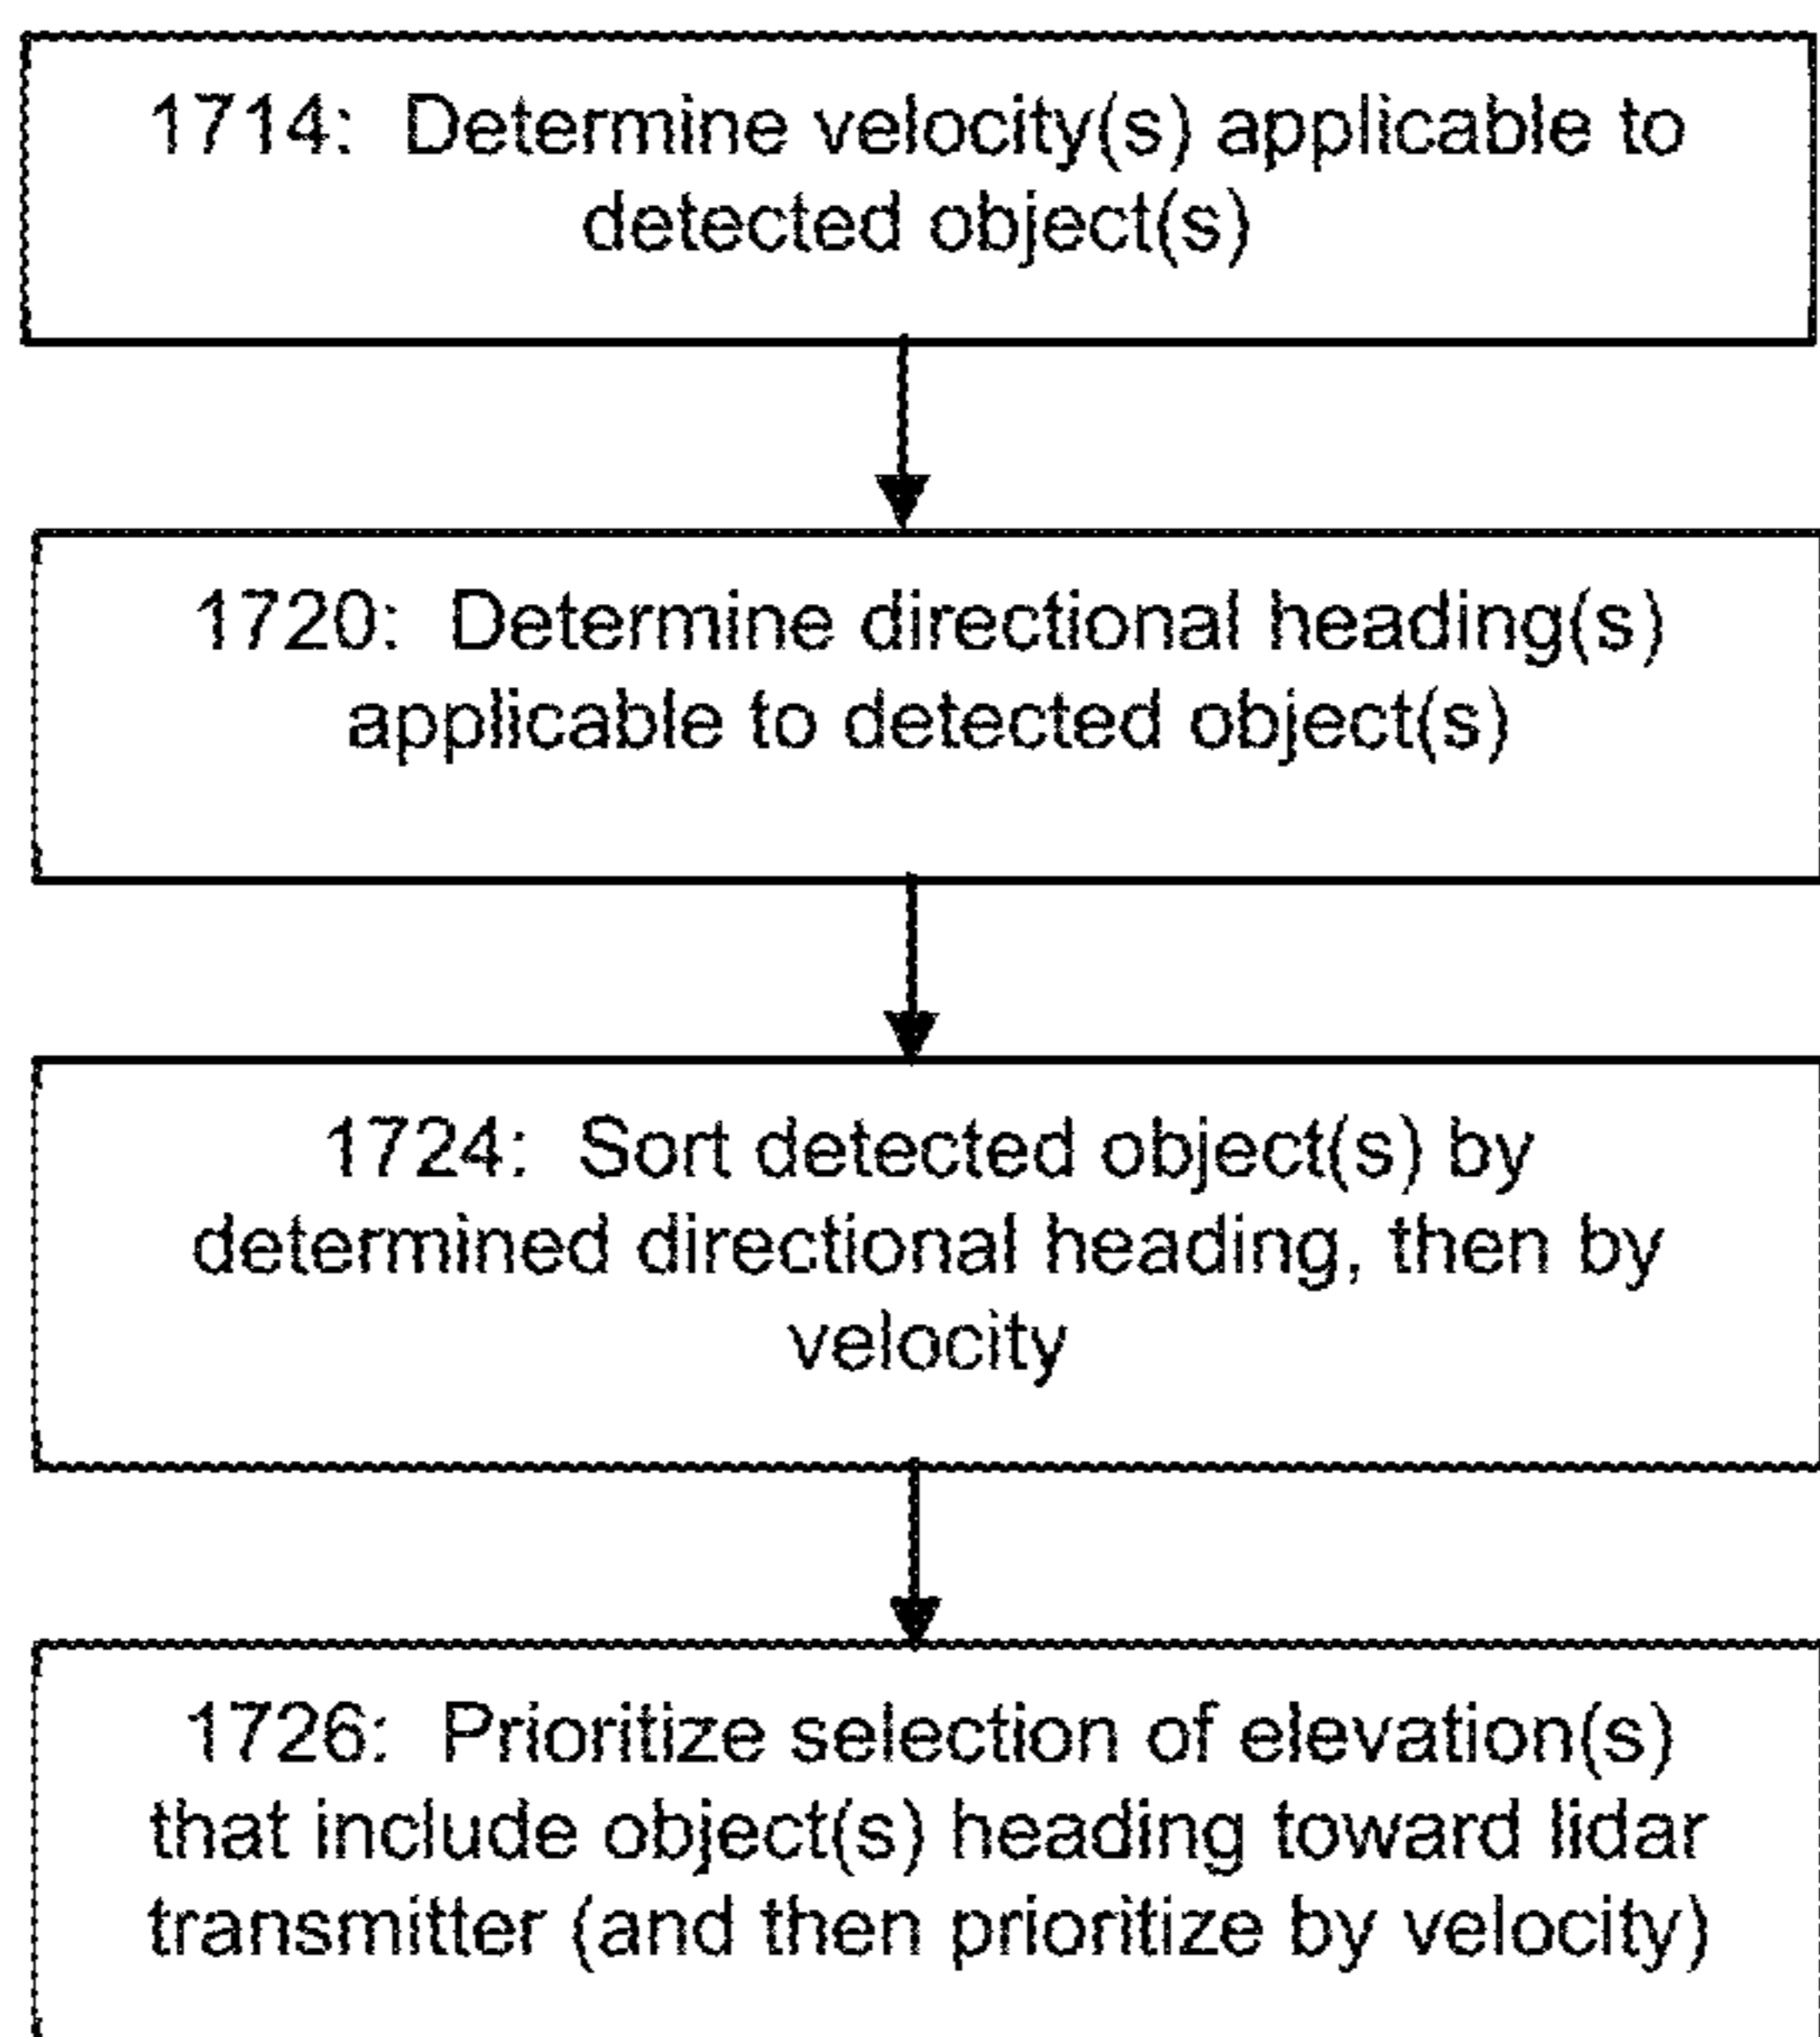 1714: Determine velocity(s) applicable to
detected object(s)
1720: Determine directional heading(s)
applicable to detected object(s)
1724: Sort detected object(s) by
determined directional heading, then by
velocity
1726: Prioritize selection of elevation(s)
that include object(s) heading toward lidar
transmitter (and then prioritize by velocity)